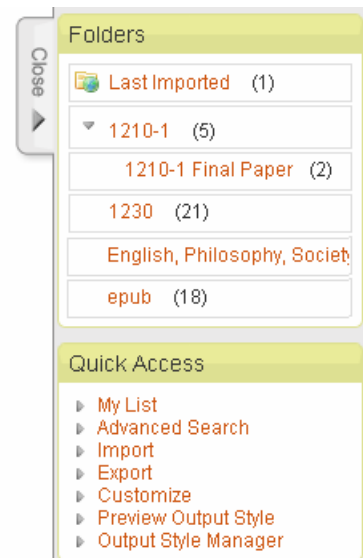 Close
Folders
Last Imported (1)
1210-1 (5)
1210-1 Final Paper (2)
1230 (21)
English, Philosophy, Society
epub (18)
Quick Access
My List
Advanced Search
Import
Export
Customize
Preview Output Style
Output Style Manager